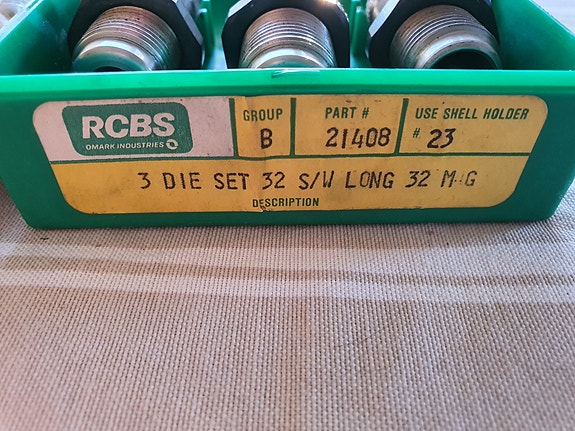 RCBS
OMARK INDUSTRIES
GROUP
B
PART #
21408
USE SHELL HOLDER
# 23
3 DIE SET 32 S/W LONG 32 M·G
DESCRIPTION